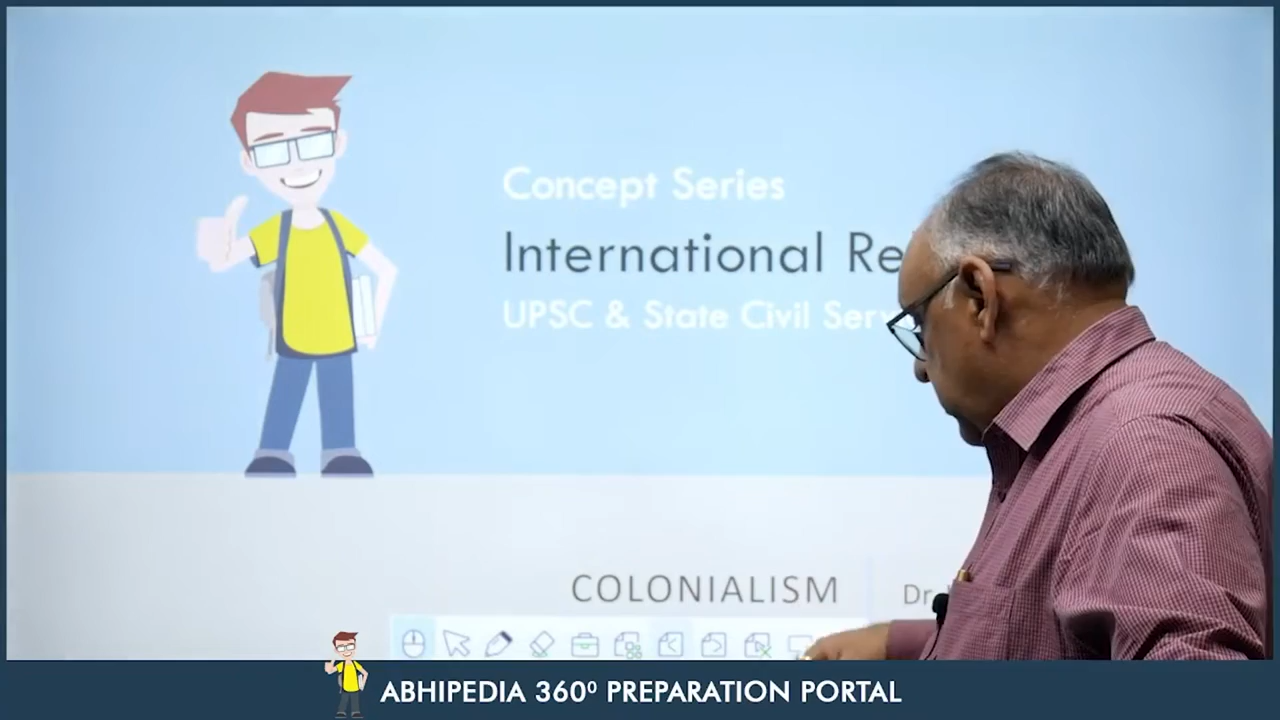 Concept Series
International Re
UPSC & State Civil Serv
COLONIALISM
Dr.
ABHIPEDIA 360⁰ PREPARATION PORTAL